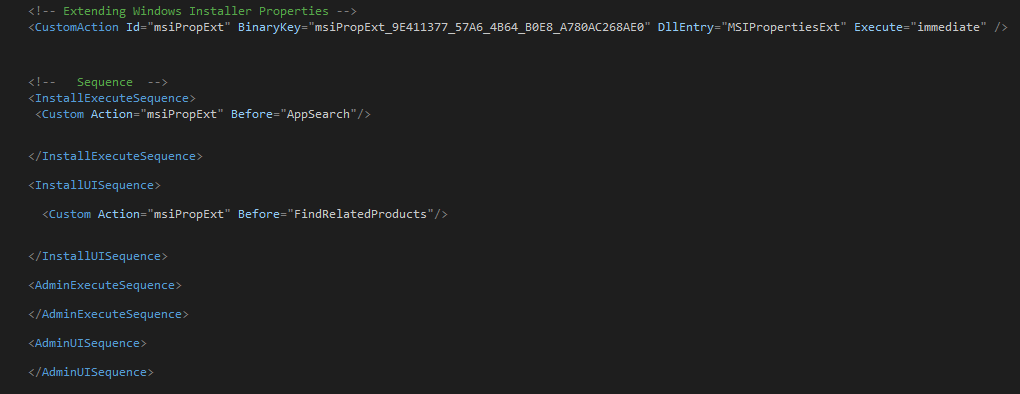 <!-- Extending Windows Installer Properties -->
<CustomAction Id="msiPropExt" BinaryKey="msiPropExt_9E411377_57A6_4B64_B0E8_A780AC268AE0" DllEntry="MSIPropertiesExt" Execute="immediate" />
<!--   Sequence  -->
<InstallExecuteSequence>
<Custom Action="msiPropExt" Before="AppSearch"/>
</InstallExecuteSequence>
<InstallUISequence>
<Custom Action="msiPropExt" Before="FindRelatedProducts"/>
</InstallUISequence>
<AdminExecuteSequence>
</AdminExecuteSequence>
<AdminUISequence>
</AdminUISequence>